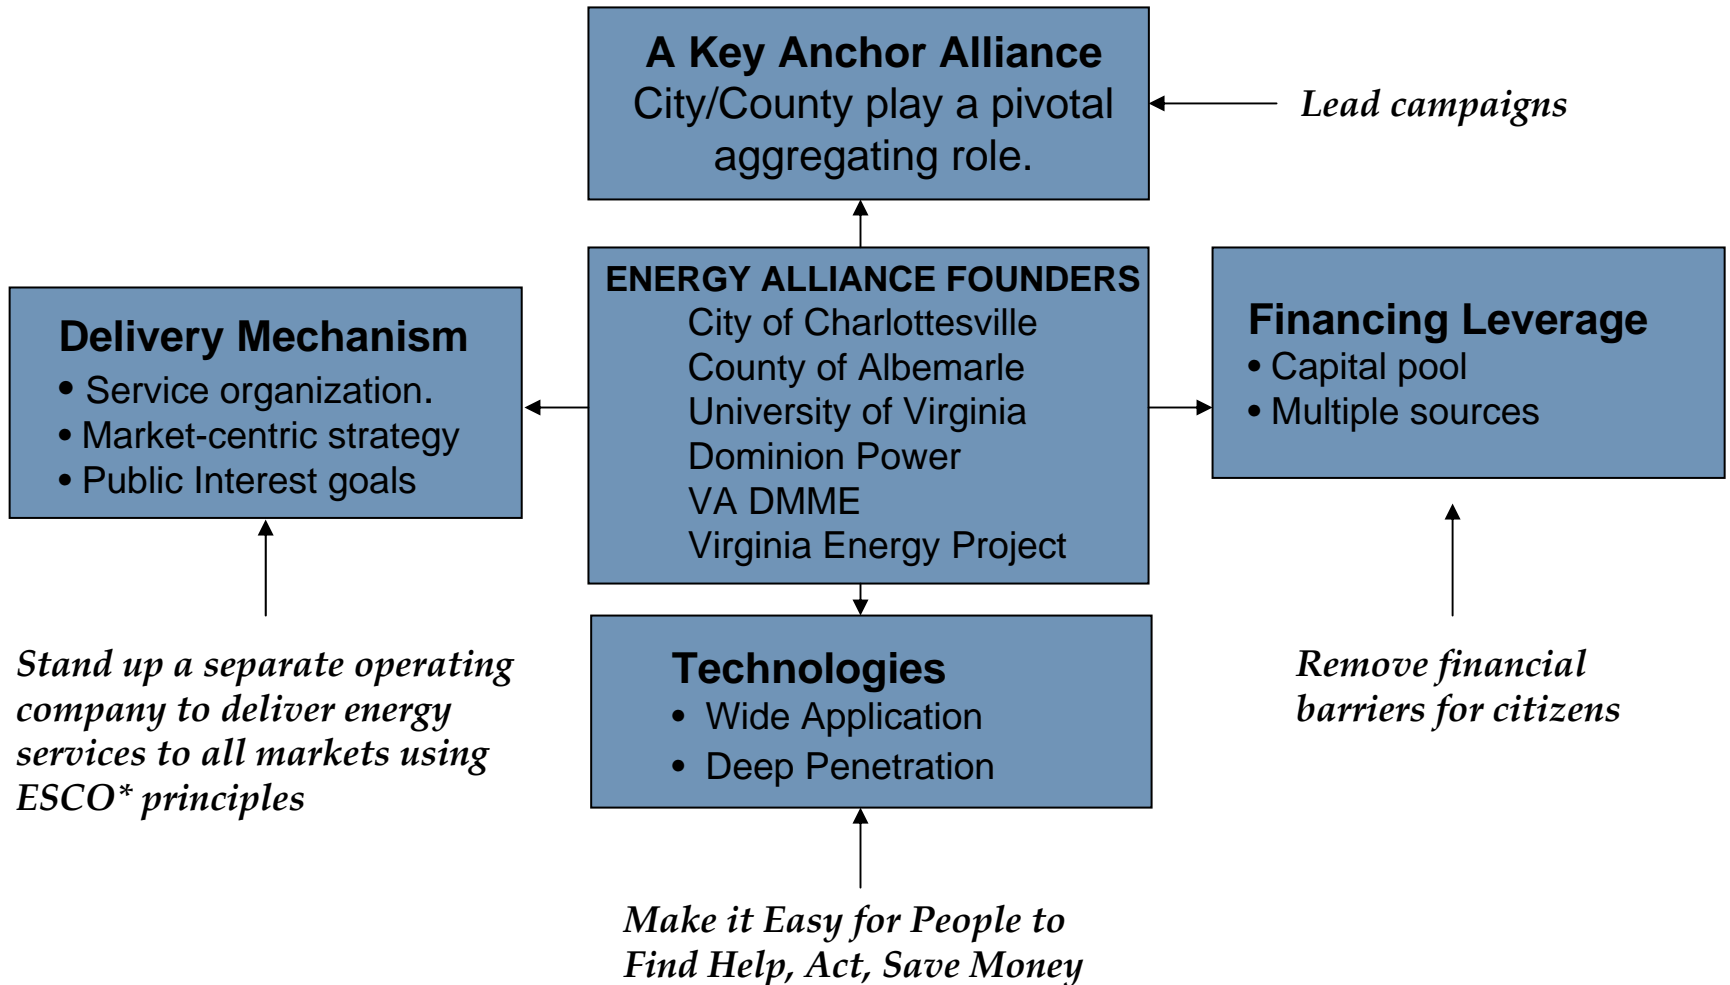 A Key Anchor Alliance
City/County play a pivotal
aggregating role.
Lead campaigns
ENERGY ALLIANCE FOUNDERS
City of Charlottesville
County of Albemarle
University of Virginia
Dominion Power
VA DMME
Virginia Energy Project
Delivery Mechanism
• Service organization.
• Market-centric strategy
• Public Interest goals
Financing Leverage
• Capital pool
• Multiple sources
Stand up a separate operating
company to deliver energy
services to all markets using
ESCO* principles
Technologies
• Wide Application
• Deep Penetration
Remove financial
barriers for citizens
Make it Easy for People to
Find Help, Act, Save Money